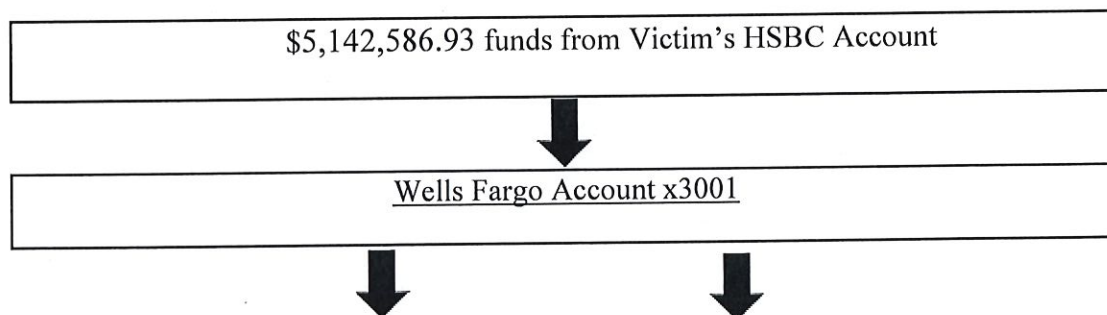 $5,142,586.93 funds from Victim's HSBC Account
Wells Fargo Account x3001